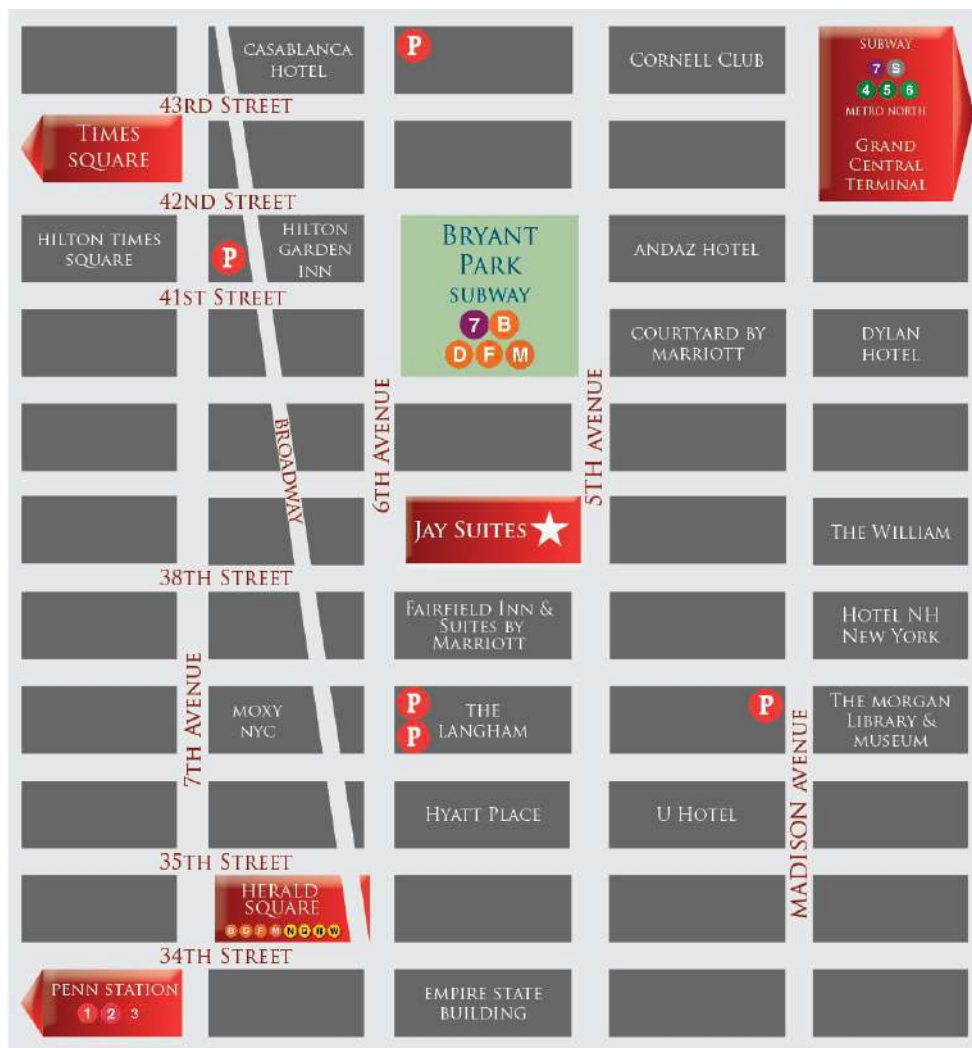 CASABLANCA
HOTEL
P
CORNELL CLUB
SUBWAY
7 S
4 5 6
METRO NORTH
GRAND
CENTRAL
TERMINAL
43RD STREET
TIMES
SQUARE
42ND STREET
HILTON TIMES
SQUARE
P
HILTON
GARDEN
INN
BRYANT
PARK
SUBWAY
7 B
D F M
ANDAZ HOTEL
41ST STREET
COURTYARD BY
MARRIOTT
DYLAN
HOTEL
BROADWAY
6TH AVENUE
5TH AVENUE
JAY SUITES
THE WILLIAM
38TH STREET
FAIRFIELD INN &
SUITES BY
MARRIOTT
HOTEL NH
NEW YORK
7TH AVENUE
MOXY
NYC
P
P
THE
LANGHAM
P
THE MORGAN
LIBRARY &
MUSEUM
MADISON AVENUE
HYATT PLACE
U HOTEL
35TH STREET
HERALD
SQUARE
B D F M N Q R W
34TH STREET
PENN STATION
1 2 3
EMPIRE STATE
BUILDING